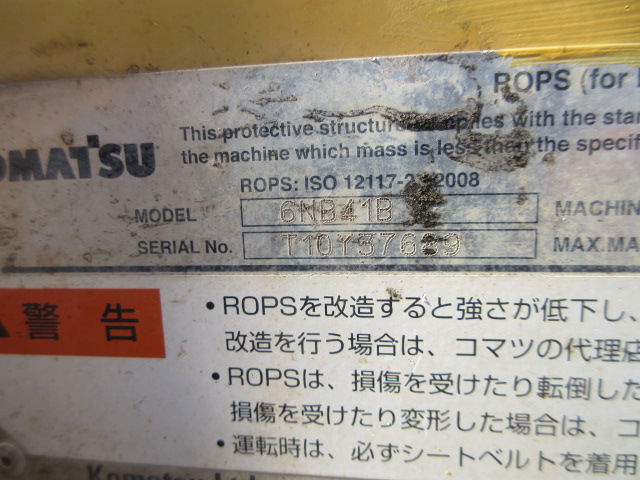 ROPS (for
This protective structure complies with the
the machine which mass is less than the
KOMATSU
ROPS: ISO 12117-2:2008
MODEL 6NB41B MACHIN
SERIAL No. T10Y37689 MAX.MA
警告
・ROPSを改造すると強さが低下し、
改造を行う場合は、コマツの代理店
・ROPSは、損傷を受けたり転倒した
損傷を受けたり変形した場合は、コ
・運転時は、必ずシートベルトを着用
Komatsu Ltd